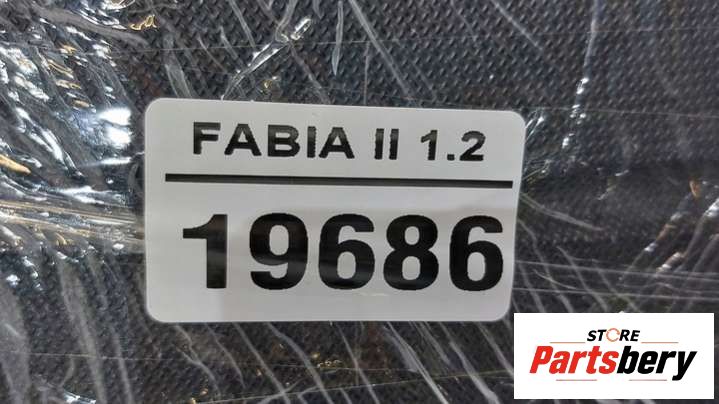 FABIA II 1.2
19686
STORE
Partsbery